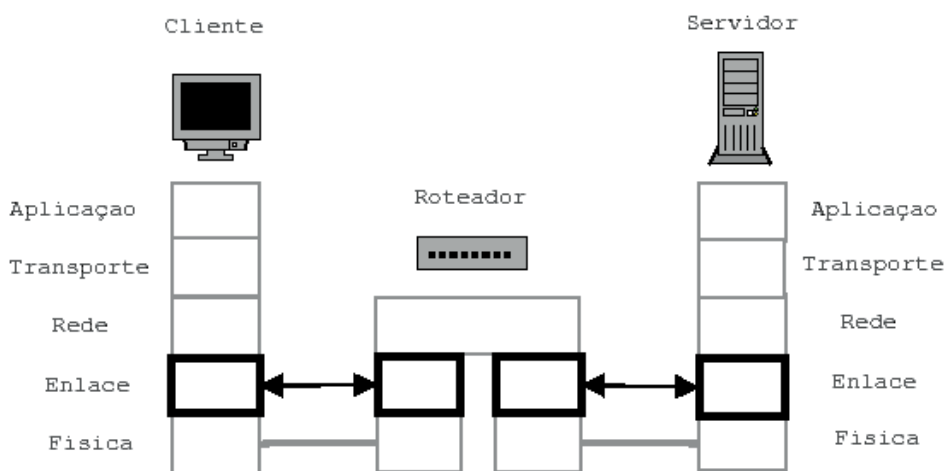 Cliente
Servidor
Roteador
Aplicaçao
Aplicaçao
Transporte
Transporte
Rede
Rede
Enlace
Enlace
Fisica
Fisica